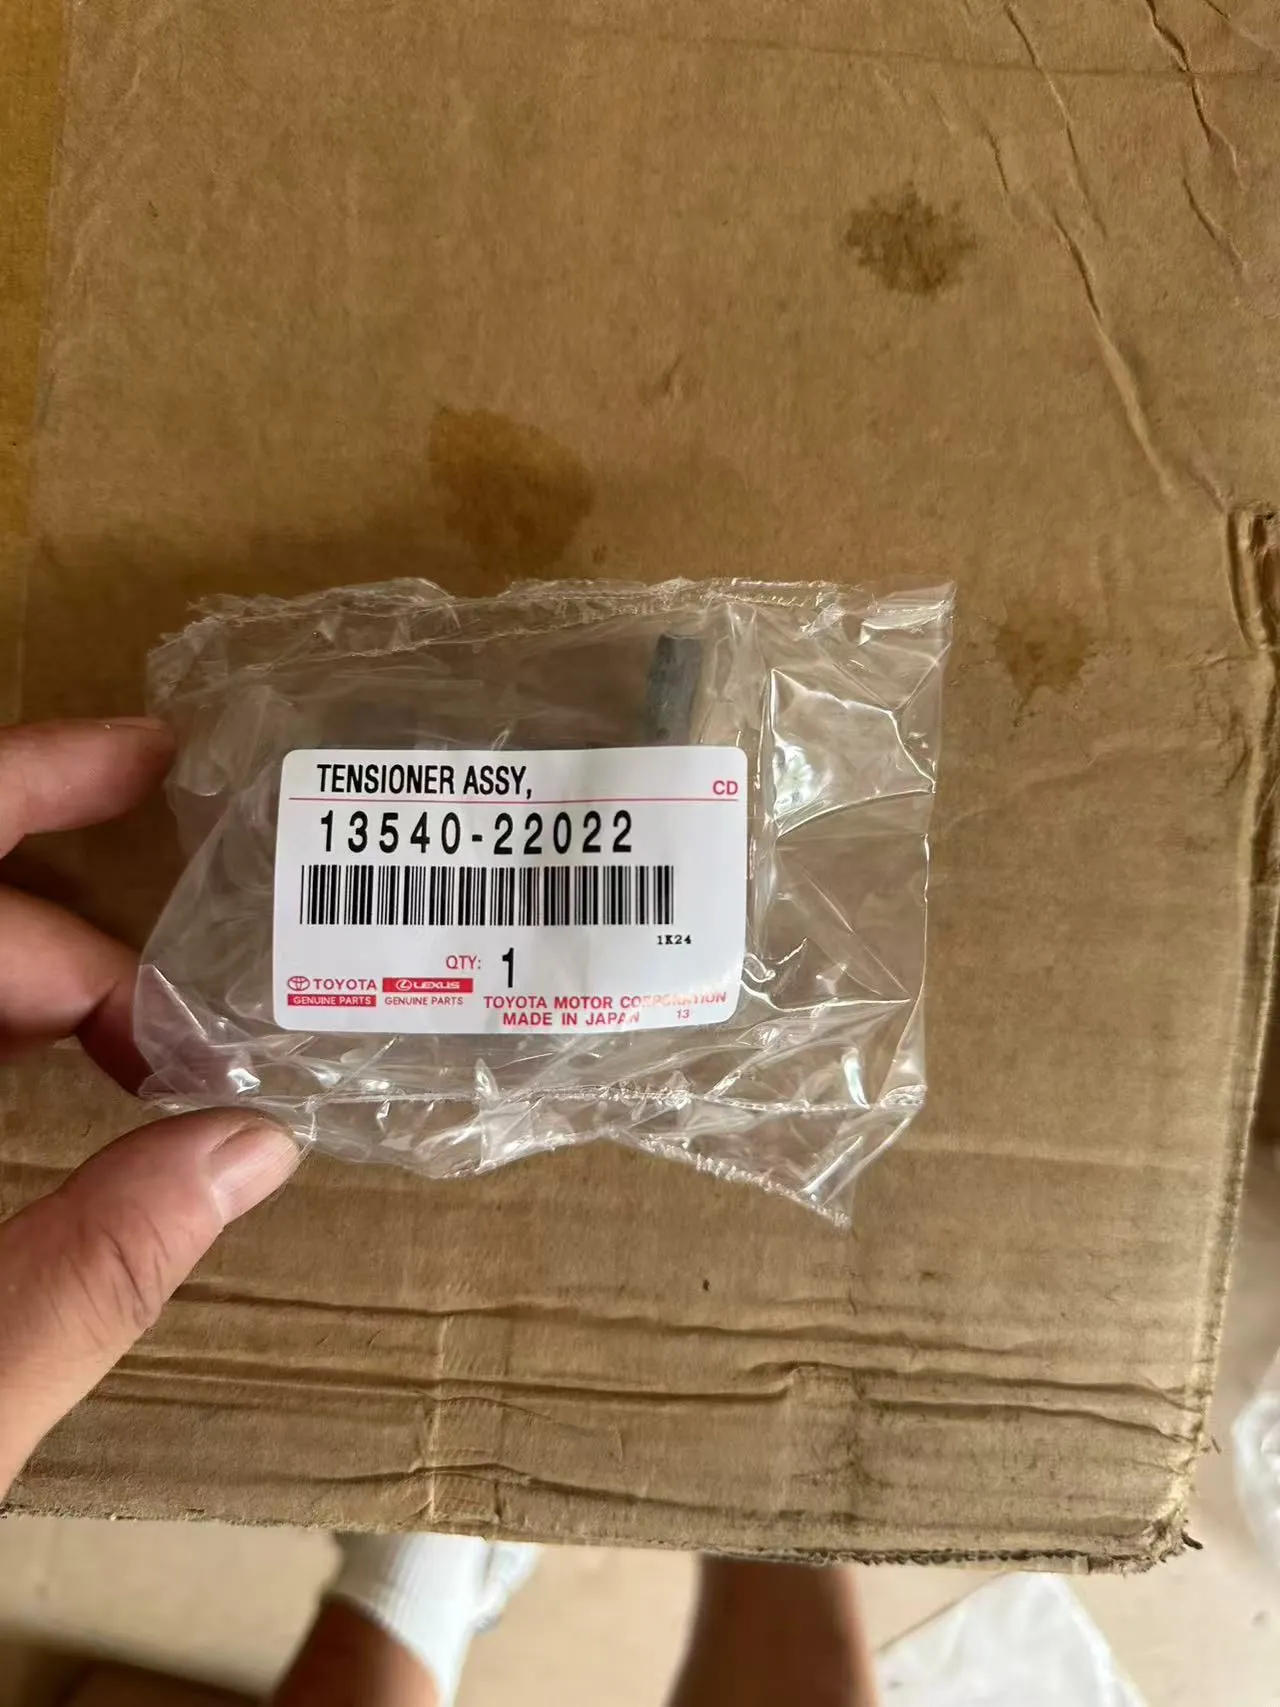 TENSIONER ASSY,
CD
13540-22022
1K24
QTY: 1
TOYOTA LEXUS
GENUINE PARTS GENUINE PARTS
TOYOTA MOTOR CORPORATION
MADE IN JAPAN 13